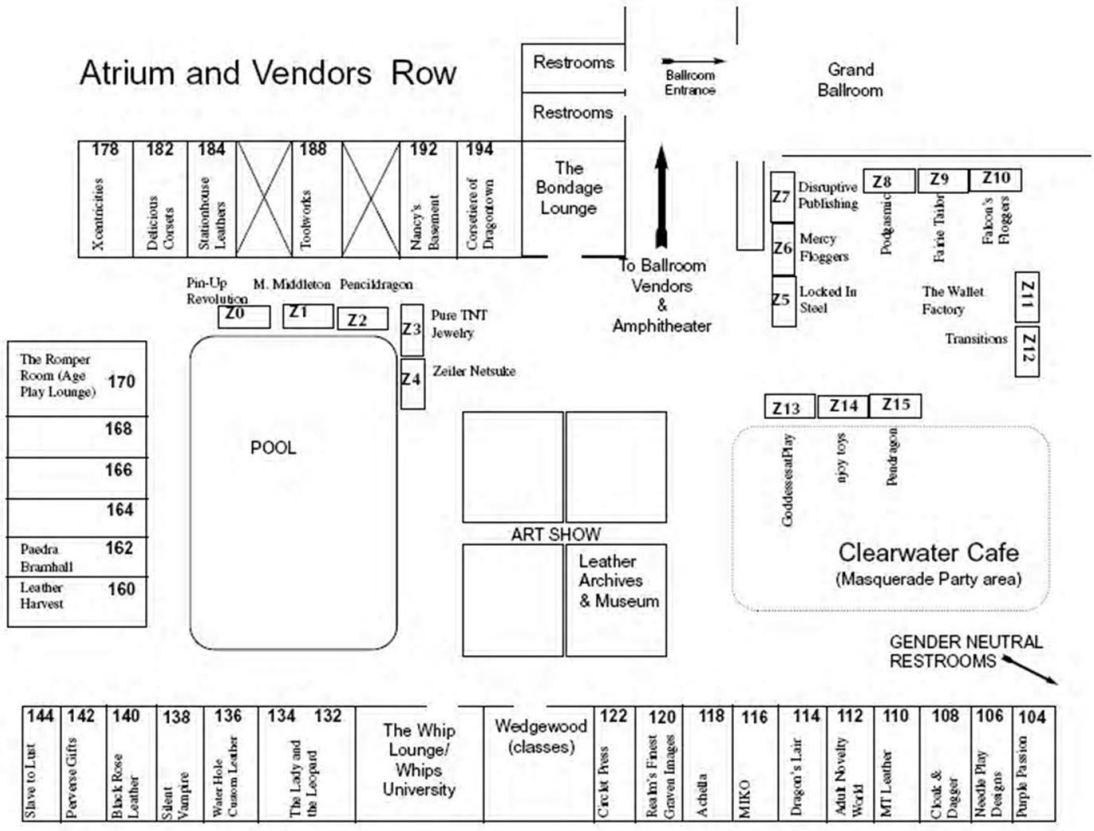 Atrium and Vendors Row
Restrooms
Restrooms
Ballroom
Entrance
Grand
Ballroom
178
Xcentricities
182
Delicious
Corsets
184
Stationhouse
Leathers
188
Toolworks
192
Nancy's
Basement
194
Corsetiere of
Dragontown
The
Bondage
Lounge
To Ballroom
Vendors
&
Amphitheater
Z7
Disruptive
Publishing
Z6
Mercy
Floggers
Z5
Locked In
Steel
Z8
Podgasmic
Z9
Fairie Tailor
Z10
Falcon's
Floggers
The Wallet
Factory
Z11
Transitions
Z12
Pin-Up
Revolution
Z0
M. Middleton
Z1
Pencildragon
Z2
Z3
Pure TNT
Jewelry
Z4
Zeiler Netsuke
The Romper
Room (Age
Play Lounge)
170
168
166
164
Paedra
Bramhall
162
Leather
Harvest
160
POOL
ART SHOW
Leather
Archives
& Museum
Z13
GoddessesatPlay
Z14
njoy toys
Z15
Pendragon
Clearwater Cafe
(Masquerade Party area)
GENDER NEUTRAL
RESTROOMS
144
Slave to Lust
142
Perverse Gifts
140
Black Rose
Leather
138
Silent
Vampire
136
Water Hole
Custom Leather
134 132
The Lady and
the Leopard
The Whip
Lounge/
Whips
University
Wedgewood
(classes)
122
Circlet Press
120
Realm's Finest
Graven Images
118
Achella
116
MIKO
114
Dragon's Lair
112
Adult Novelty
World
110
MT Leather
108
Cloak &
Dagger
106
Needle Play
Designs
104
Purple Passion